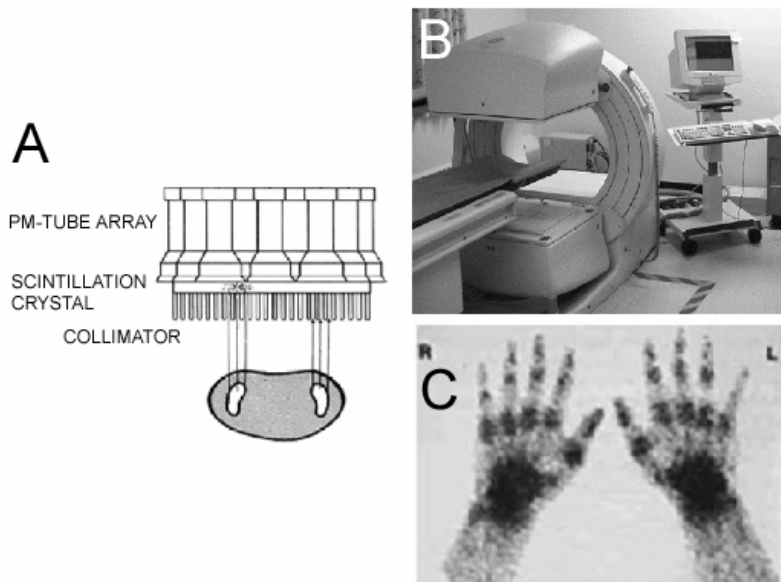 A
PM-TUBE ARRAY
SCINTILLATION
CRYSTAL
COLLIMATOR
B
C
R
L